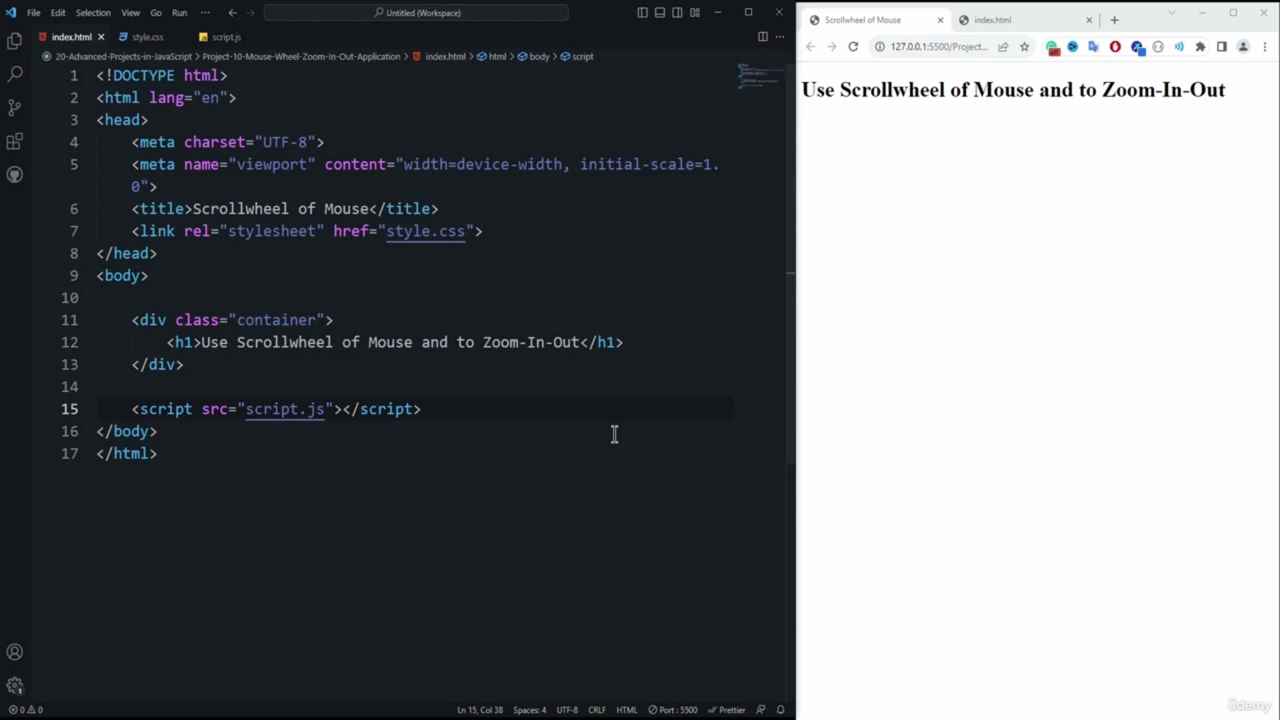 File Edit Selection View Go Run ··· Untitled (Workspace)
index.html style.css script.js
20-Advanced-Projects-in-JavaScript > Project-10-Mouse-Wheel-Zoom-In-Out-Application > index.html > html > body > script
1 <!DOCTYPE html>
2 <html lang="en">
3 <head>
4 <meta charset="UTF-8">
5 <meta name="viewport" content="width=device-width, initial-scale=1.
0">
6 <title>Scrollwheel of Mouse</title>
7 <link rel="stylesheet" href="style.css">
8 </head>
9 <body>
10
11 <div class="container">
12 <h1>Use Scrollwheel of Mouse and to Zoom-In-Out</h1>
13 </div>
14
15 <script src="script.js"></script>
16 </body>
17 </html>
0 0 Ln 15, Col 38 Spaces: 4 UTF-8 CRLF HTML Port : 5500 Prettier
Scrollwheel of Mouse index.html
127.0.0.1:5500/Project...
Use Scrollwheel of Mouse and to Zoom-In-Out
ûdemy